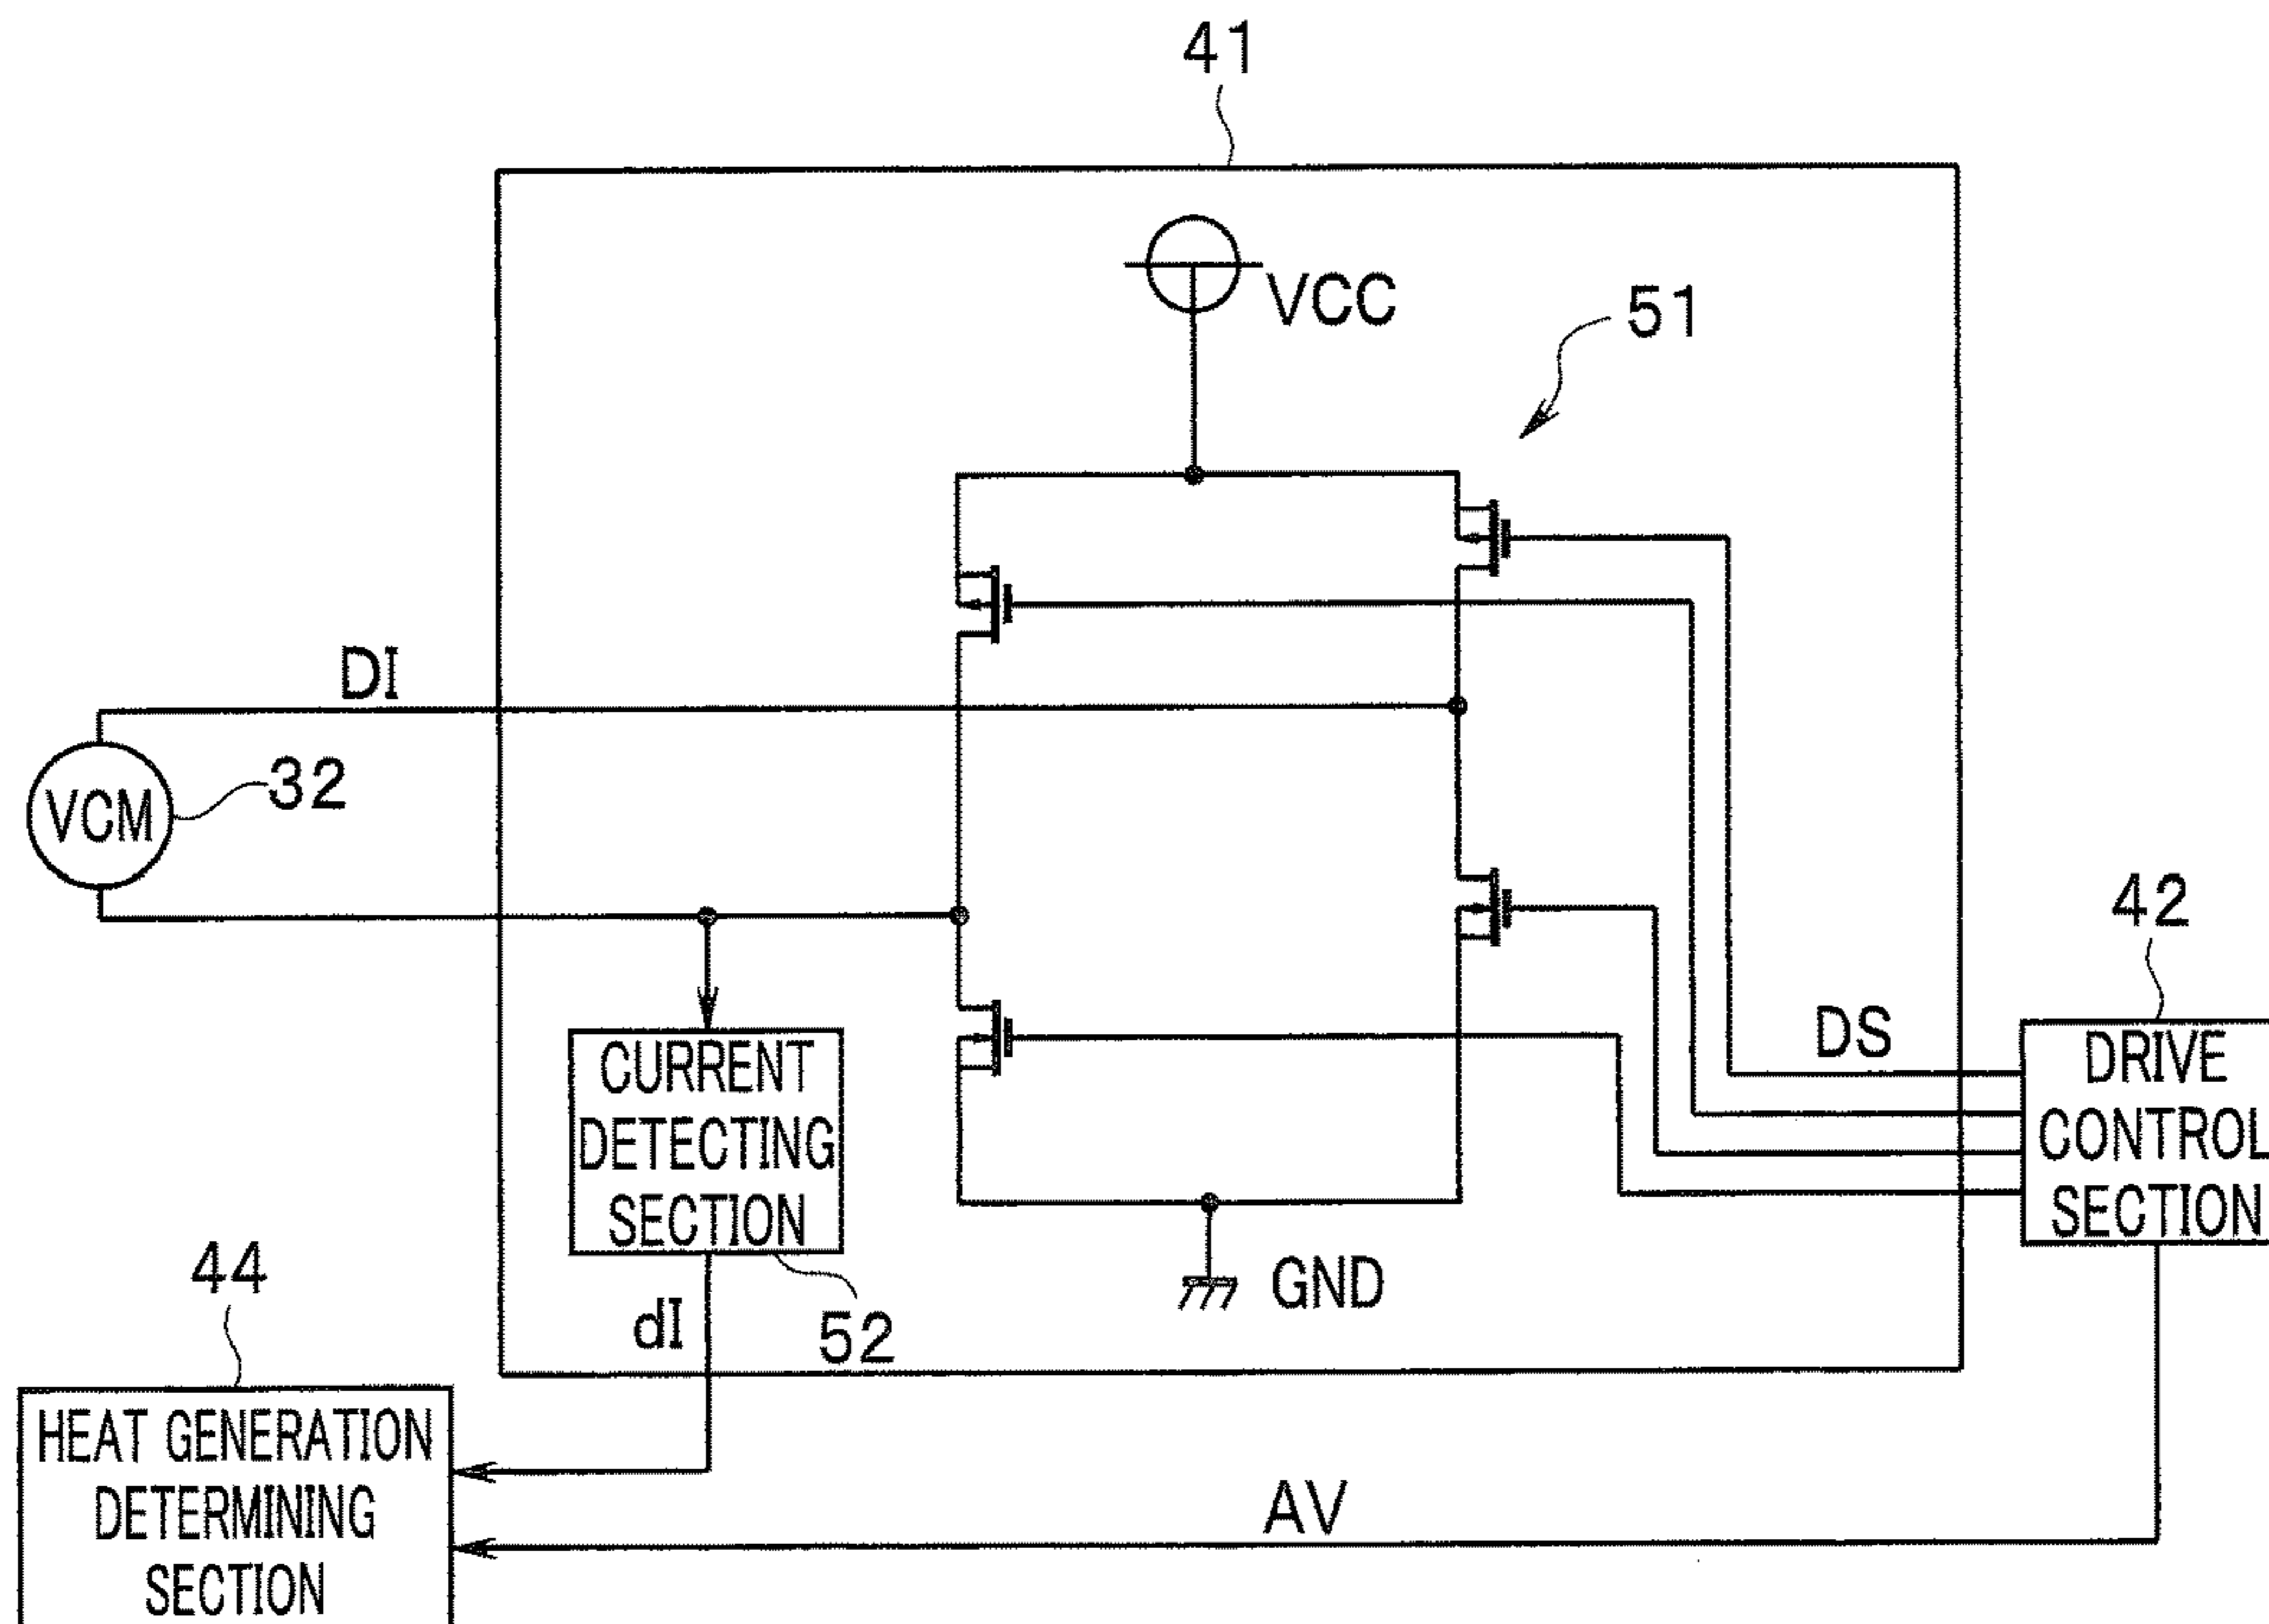 41
VCC
51
DI
VCM
32
42
DS
DRIVE
CONTROL
SECTION
CURRENT
DETECTING
SECTION
GND
44
dI
52
HEAT GENERATION
DETERMINING
SECTION
AV